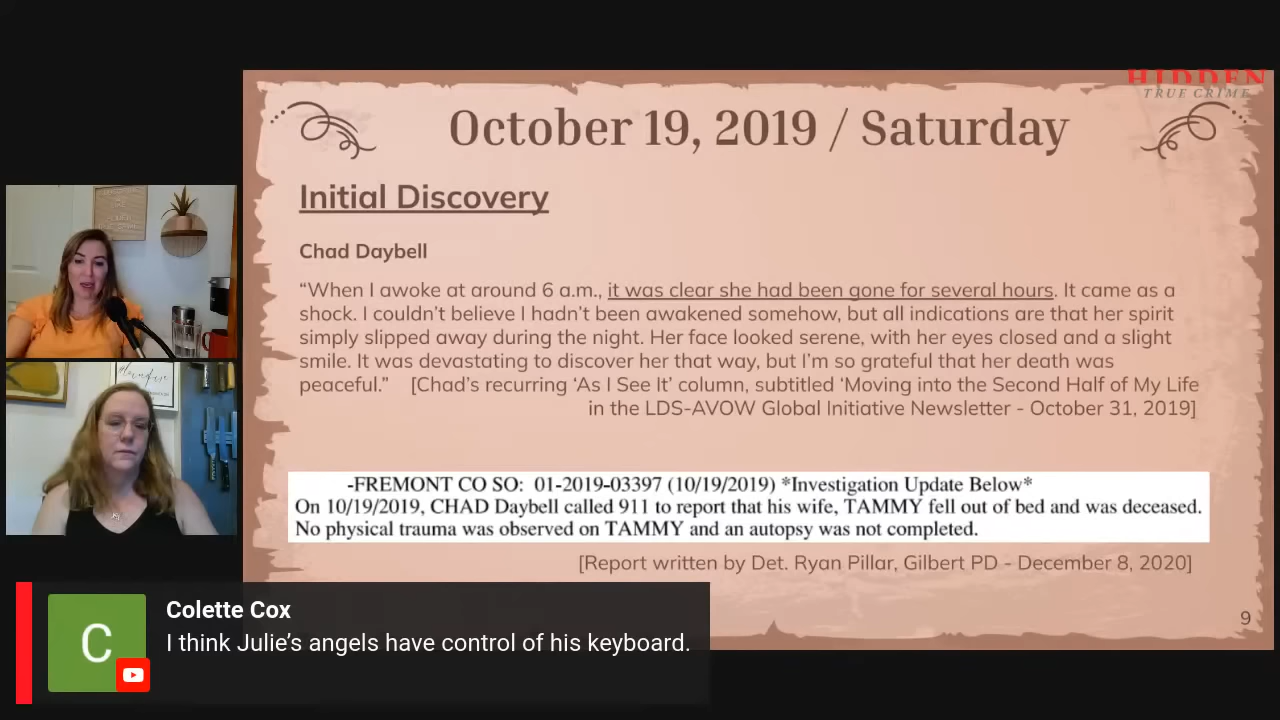 HIDDEN
TRUE CRIME
October 19, 2019 / Saturday
Initial Discovery
Chad Daybell
“When I awoke at around 6 a.m., it was clear she had been gone for several hours. It came as a
shock. I couldn’t believe I hadn’t been awakened somehow, but all indications are that her spirit
simply slipped away during the night. Her face looked serene, with her eyes closed and a slight
smile. It was devastating to discover her that way, but I’m so grateful that her death was
peaceful.” [Chad’s recurring ‘As I See It’ column, subtitled ‘Moving into the Second Half of My Life
in the LDS-AVOW Global Initiative Newsletter - October 31, 2019]
-FREMONT CO SO: 01-2019-03397 (10/19/2019) *Investigation Update Below*
On 10/19/2019, CHAD Daybell called 911 to report that his wife, TAMMY fell out of bed and was deceased.
No physical trauma was observed on TAMMY and an autopsy was not completed.
[Report written by Det. Ryan Pillar, Gilbert PD - December 8, 2020]
9
C
Colette Cox
I think Julie’s angels have control of his keyboard.